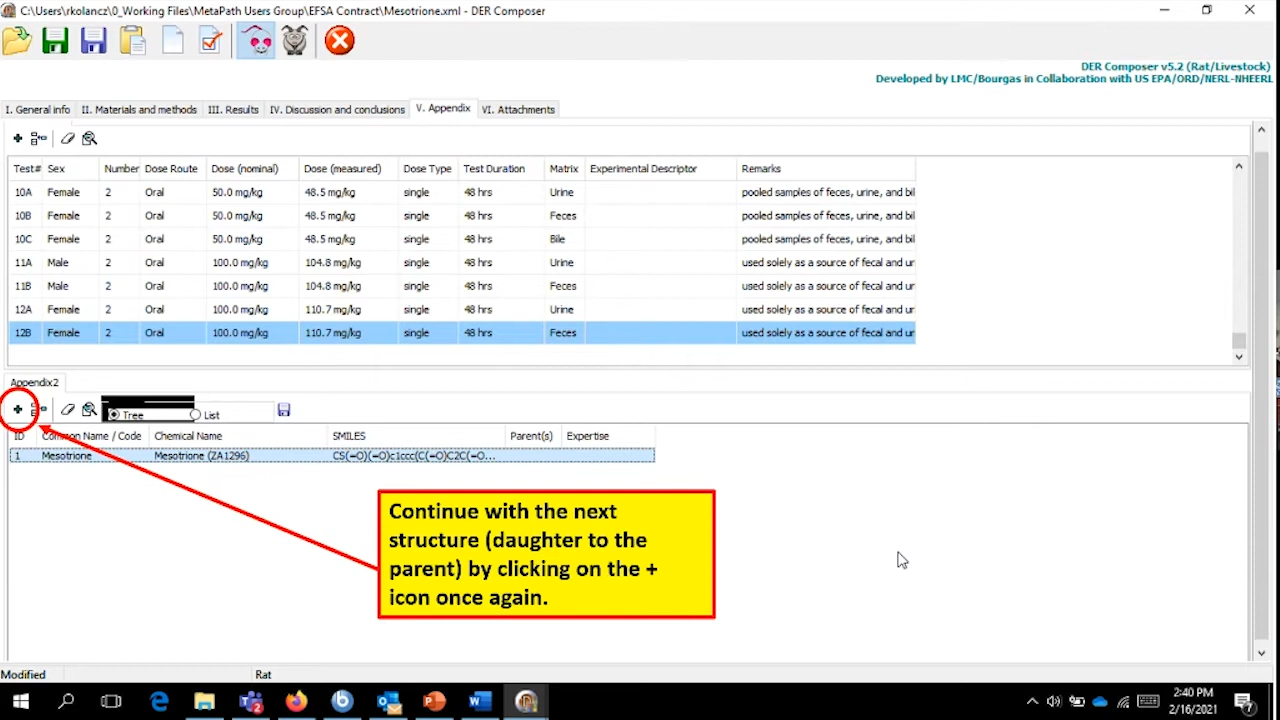 C:\Users\rkolancz\0_Working Files\MetaPath Users Group\EFSA Contract\Mesotrione.xml - DER Composer
DER Composer v5.2 (Rat/Livestock)
Developed by LMC/Bourgas in Collaboration with US EPA/ORD/NERL-NHEERL
I. General info II. Materials and methods III. Results IV. Discussion and conclusions V. Appendix VI. Attachments
Test# Sex Number Dose Route Dose (nominal) Dose (measured) Dose Type Test Duration Matrix Experimental Descriptor Remarks
10A Female 2 Oral 50.0 mg/kg 48.5 mg/kg single 48 hrs Urine pooled samples of feces, urine, and bil
10B Female 2 Oral 50.0 mg/kg 48.5 mg/kg single 48 hrs Feces pooled samples of feces, urine, and bil
10C Female 2 Oral 50.0 mg/kg 48.5 mg/kg single 48 hrs Bile pooled samples of feces, urine, and bil
11A Male 2 Oral 100.0 mg/kg 104.8 mg/kg single 48 hrs Urine used solely as a source of fecal and ur
11B Male 2 Oral 100.0 mg/kg 104.8 mg/kg single 48 hrs Feces used solely as a source of fecal and ur
12A Female 2 Oral 100.0 mg/kg 110.7 mg/kg single 48 hrs Urine used solely as a source of fecal and ur
12B Female 2 Oral 100.0 mg/kg 110.7 mg/kg single 48 hrs Feces used solely as a source of fecal and ur
Appendix2
Tree List
ID Common Name / Code Chemical Name SMILES Parent(s) Expertise
1 Mesotrione Mesotrione (ZA1296) CS(=O)(=O)c1ccc(C(=O)C2C(=O...
Continue with the next
structure (daughter to the
parent) by clicking on the +
icon once again.
Modified Rat
2:40 PM
2/16/2021